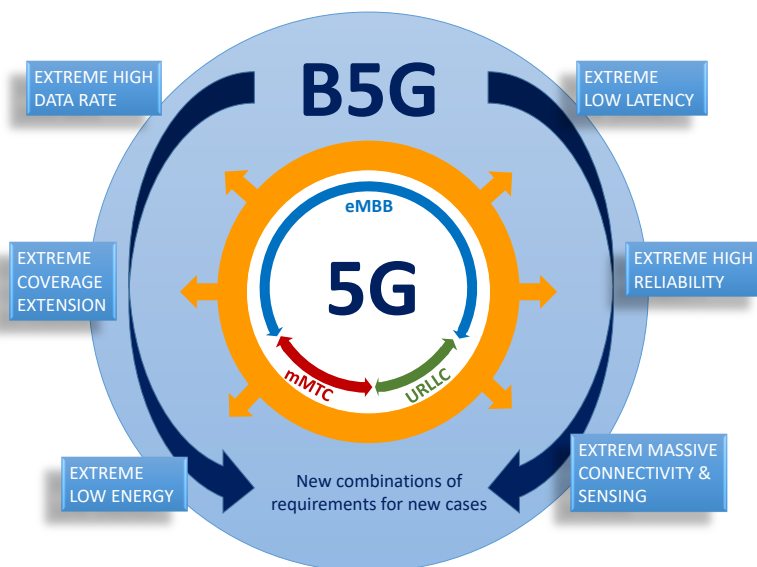 B5G
EXTREME HIGH
DATA RATE
EXTREME
LOW LATENCY
eMBB
5G
EXTREME
COVERAGE
EXTENSION
EXTREME HIGH
RELIABILITY
mMTC
URLLC
EXTREME
LOW ENERGY
New combinations of
requirements for new cases
EXTREM MASSIVE
CONNECTIVITY &
SENSING